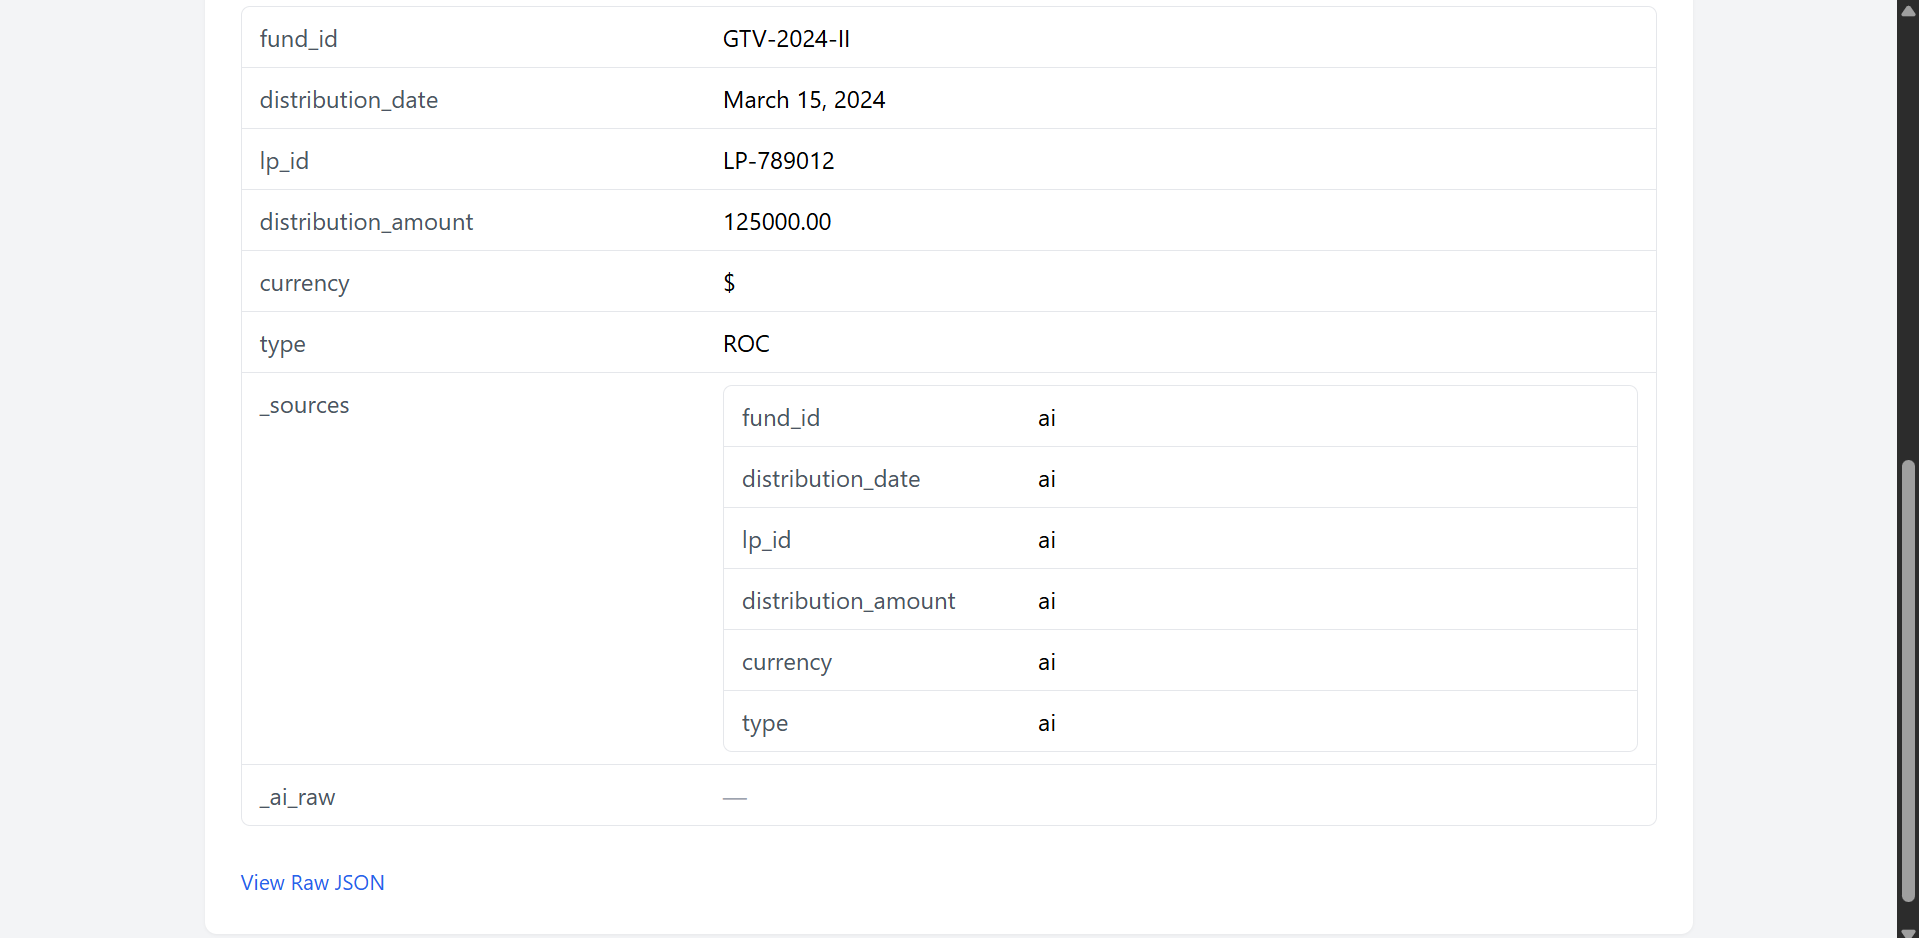 fund_id GTV-2024-II
distribution_date March 15, 2024
lp_id LP-789012
distribution_amount 125000.00
currency $
type ROC
_sources
fund_id ai
distribution_date ai
lp_id ai
distribution_amount ai
currency ai
type ai
_ai_raw —
View Raw JSON